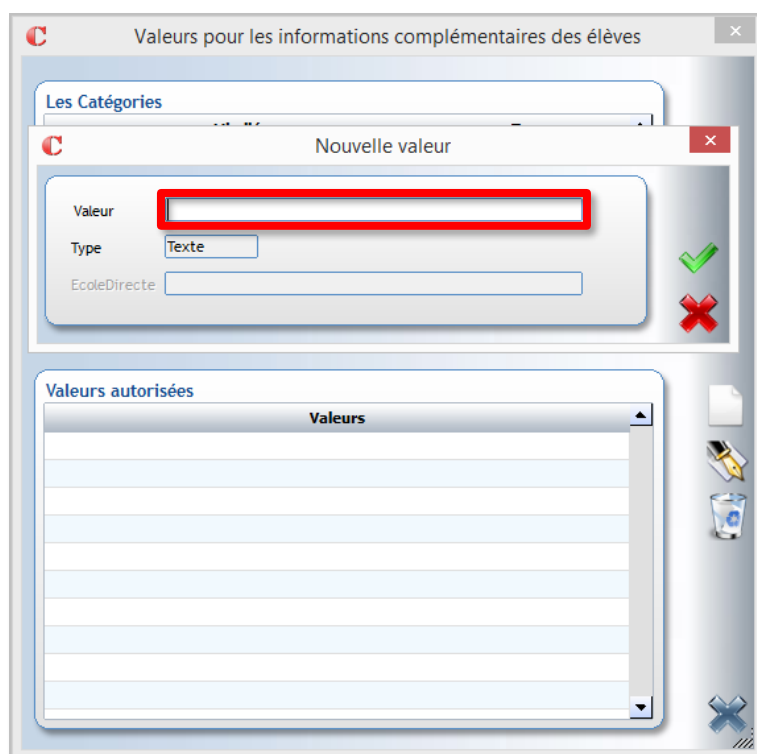 C Valeurs pour les informations complémentaires des élèves
Les Catégories
C Nouvelle valeur
Valeur
Type Texte
EcoleDirecte
Valeurs autorisées
Valeurs